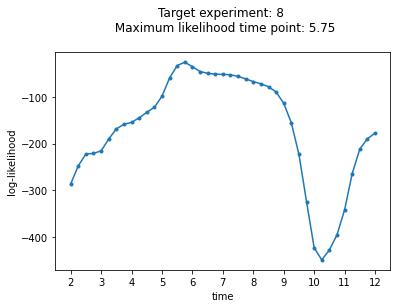 Target experiment: 8
Maximum likelihood time point: 5.75
log-likelihood
−100
−200
−300
−400
2 3 4 5 6 7 8 9 10 11 12
time